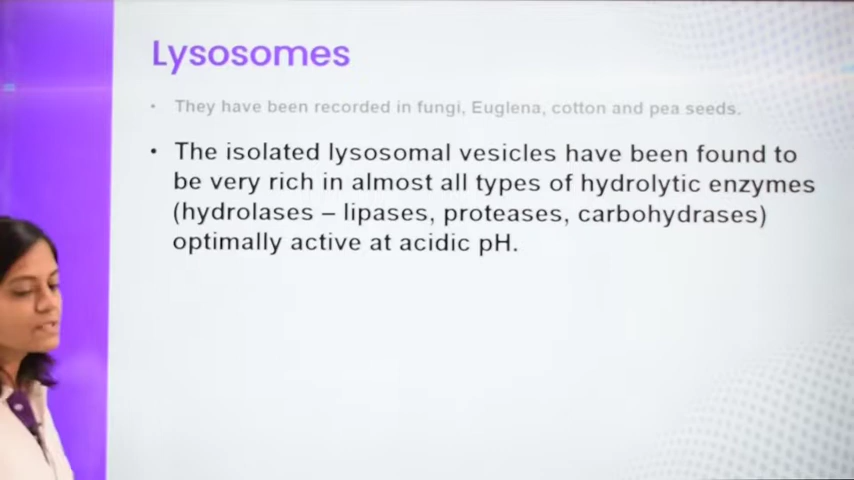 Lysosomes
• They have been recorded in fungi, Euglena, cotton and pea seeds.
• The isolated lysosomal vesicles have been found to
be very rich in almost all types of hydrolytic enzymes
(hydrolases – lipases, proteases, carbohydrases)
optimally active at acidic pH.